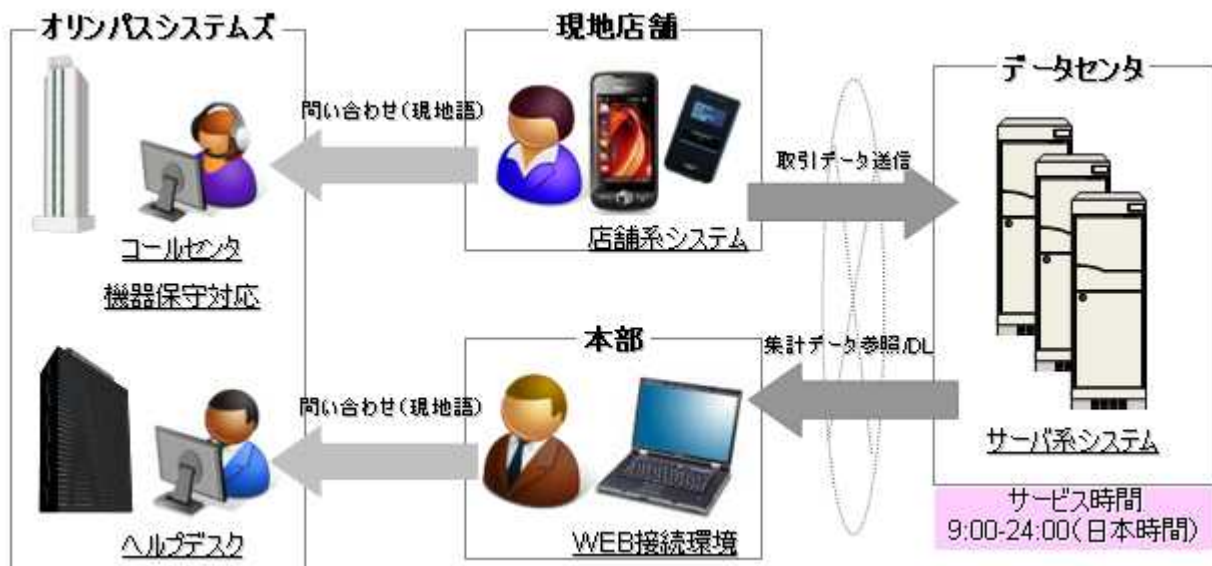 オリンパスシステムズ
コールセンタ
機器保守対応
ヘルプデスク
問い合わせ(現地語)
問い合わせ(現地語)
現地店舗
店舗系システム
本部
WEB接続環境
取引データ送信
集計データ参照/DL
データセンタ
サーバ系システム
サービス時間
9:00-24:00(日本時間)